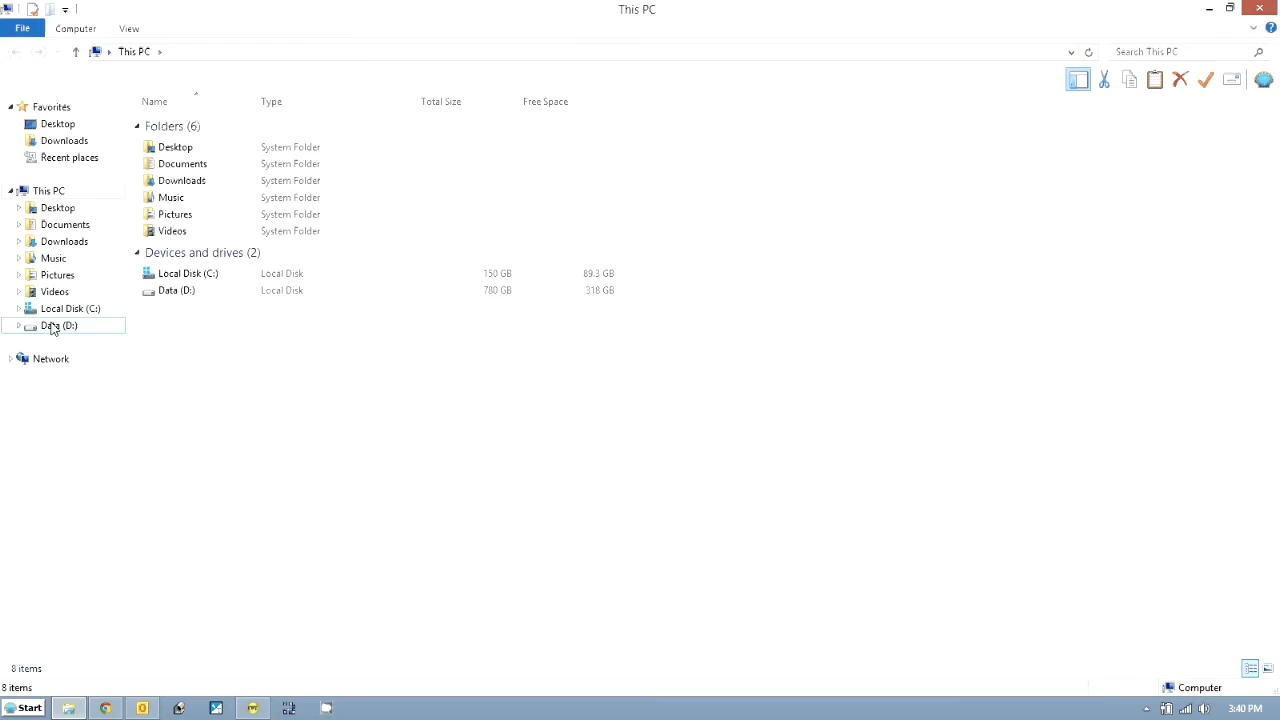 This PC
File Computer View
This PC Search This PC
Name Type Total Size Free Space
Favorites
Desktop
Downloads
Recent places
This PC
Desktop
Documents
Downloads
Music
Pictures
Videos
Local Disk (C:)
Data (D:)
Network
Folders (6)
Desktop System Folder
Documents System Folder
Downloads System Folder
Music System Folder
Pictures System Folder
Videos System Folder
Devices and drives (2)
Local Disk (C:) Local Disk 150 GB 89.3 GB
Data (D:) Local Disk 780 GB 318 GB
8 items
8 items Computer
Start 3:40 PM